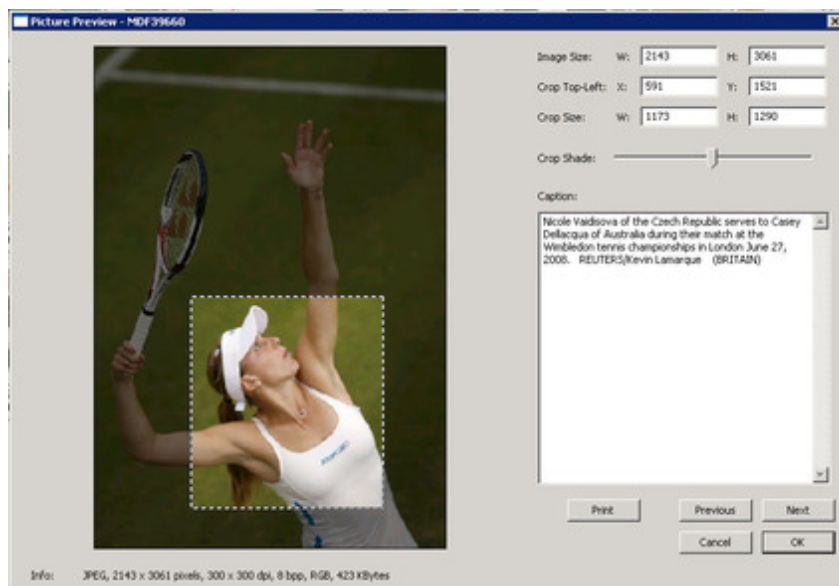 Picture Preview - MDF39660
Image Size: W: 2143 H: 3061
Crop Top-Left: X: 591 Y: 1521
Crop Size: W: 1173 H: 1290
Crop Shade:
Caption:
Nicole Vaidisova of the Czech Republic serves to Casey
Dellacqua of Australia during their match at the
Wimbledon tennis championships in London June 27,
2008. REUTERS/Kevin Lamarque (BRITAIN)
Print Previous Next
Cancel OK
Info: JPEG, 2143 x 3061 pixels, 300 x 300 dpi, 8 bpp, RGB, 423 KBytes